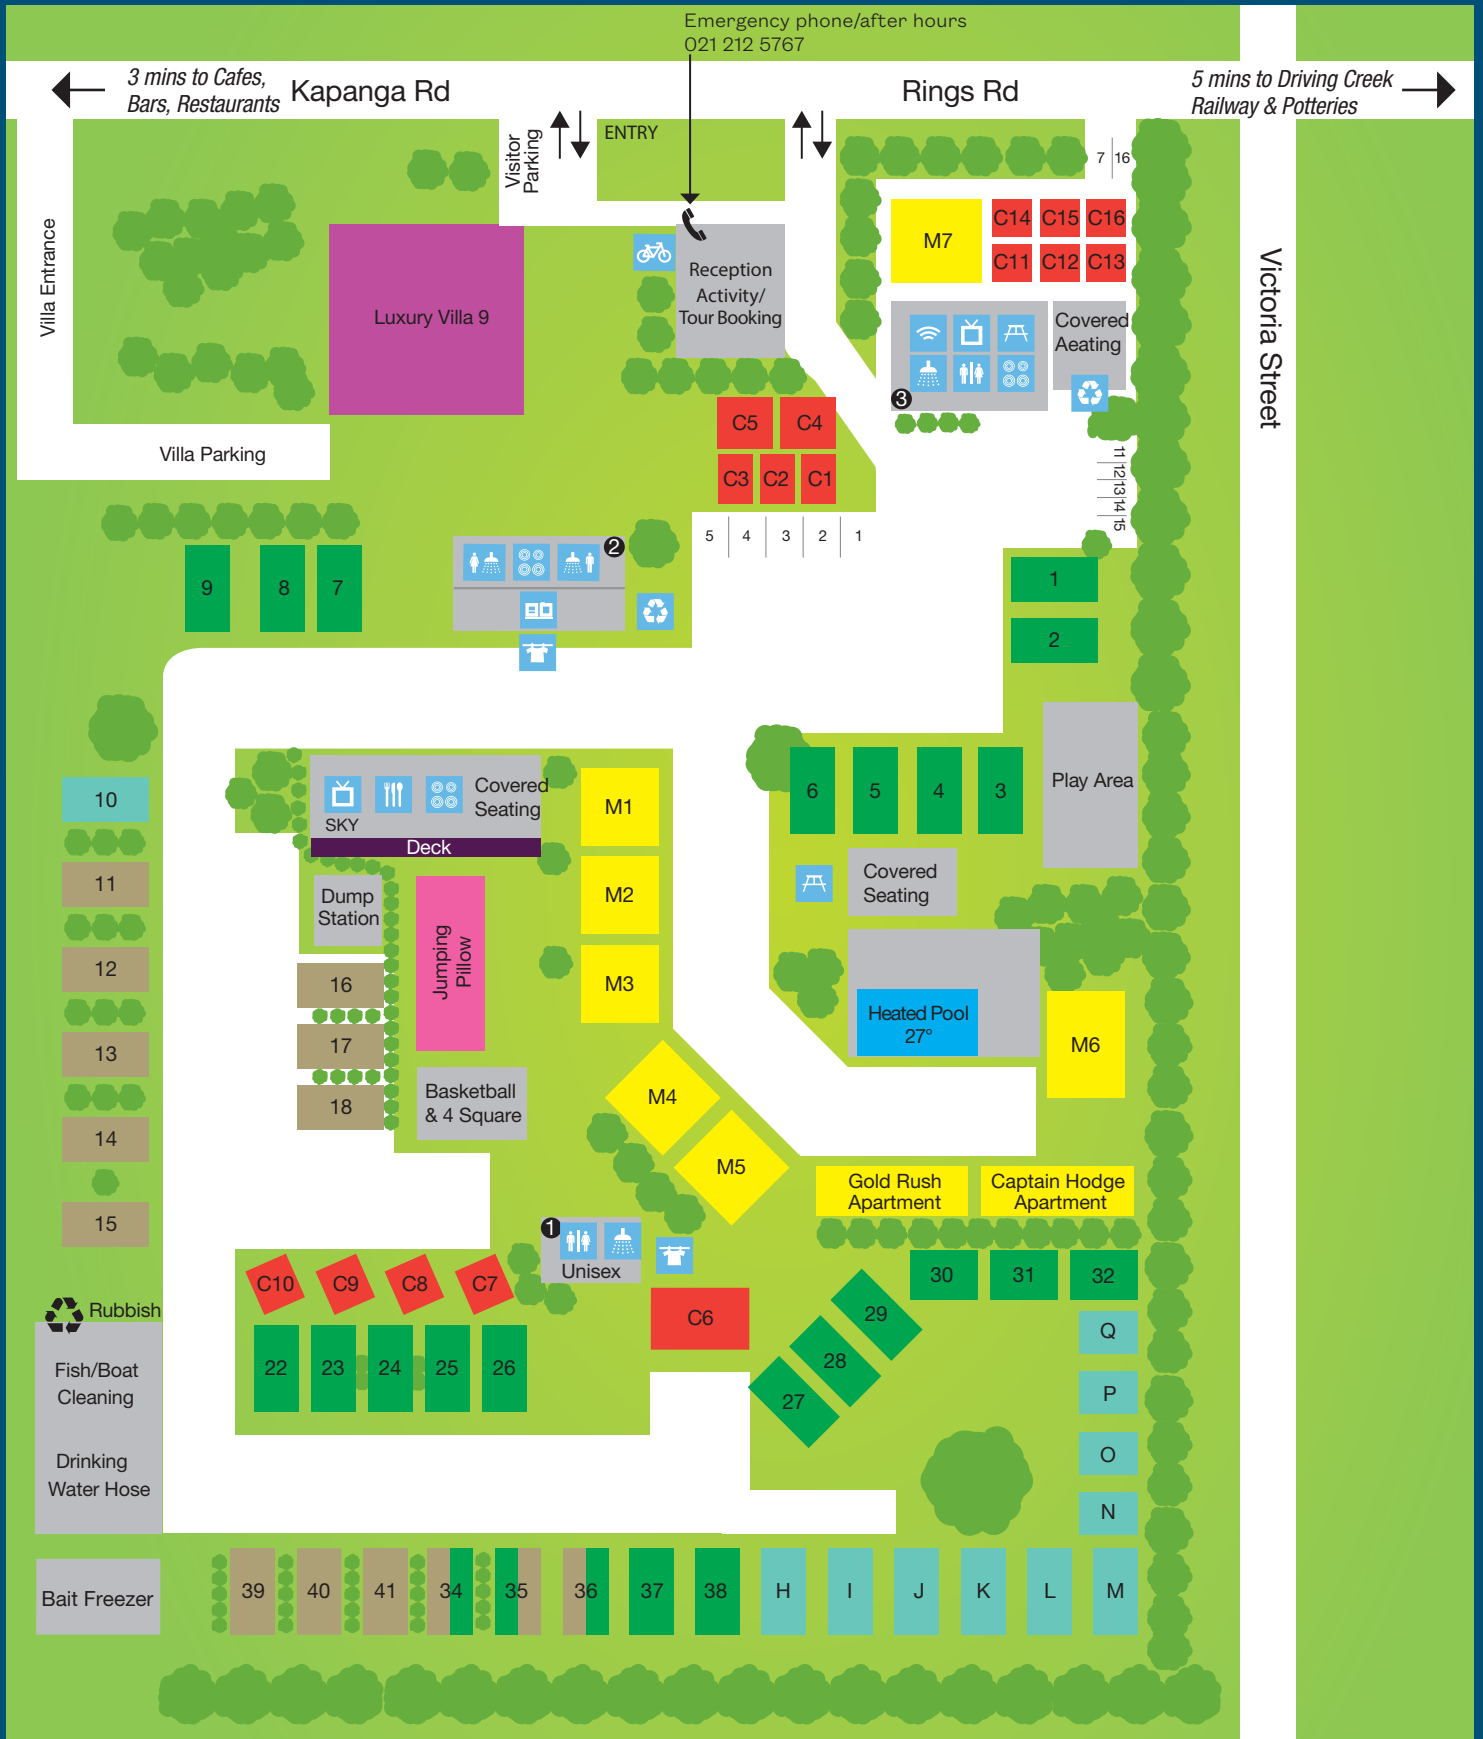 Emergency phone/after hours
021 212 5767
3 mins to Cafes,
Bars, Restaurants
Kapanga Rd
Rings Rd
5 mins to Driving Creek
Railway & Potteries
Visitor
Parking
ENTRY
7
16
Villa Entrance
Luxury Villa 9
Reception
Activity/
Tour Booking
M7
C14
C15
C16
C11
C12
C13
Victoria Street
Covered
Aeating
3
Villa Parking
C5
C4
C3
C2
C1
5
4
3
2
1
11
12
13
14
15
9
8
7
2
1
2
10
SKY
Covered
Seating
Deck
M1
6
5
4
3
Play Area
11
Dump
Station
Jumping
Pillow
M2
Covered
Seating
12
16
M3
13
17
Heated Pool
27°
M6
18
Basketball
& 4 Square
M4
14
M5
Gold Rush
Apartment
Captain Hodge
Apartment
15
1
Unisex
C10
C9
C8
C7
C6
30
31
32
29
28
27
Q
P
O
N
Rubbish
Fish/Boat
Cleaning
Drinking
Water Hose
22
23
24
25
26
Bait Freezer
39
40
41
34
35
36
37
38
H
I
J
K
L
M